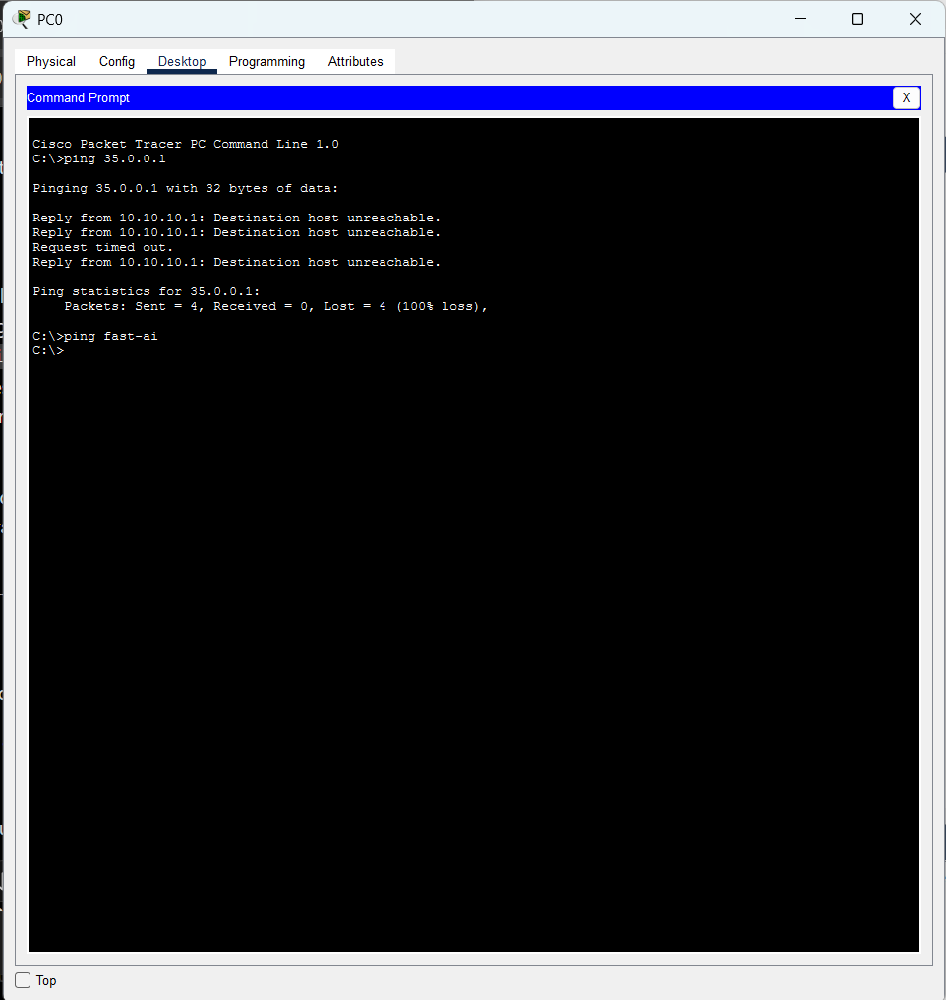 PC0
Physical Config Desktop Programming Attributes
Command Prompt X
Cisco Packet Tracer PC Command Line 1.0
C:\>ping 35.0.0.1
Pinging 35.0.0.1 with 32 bytes of data:
Reply from 10.10.10.1: Destination host unreachable.
Reply from 10.10.10.1: Destination host unreachable.
Request timed out.
Reply from 10.10.10.1: Destination host unreachable.
Ping statistics for 35.0.0.1:
    Packets: Sent = 4, Received = 0, Lost = 4 (100% loss),
C:\>ping fast-ai
C:\>
Top